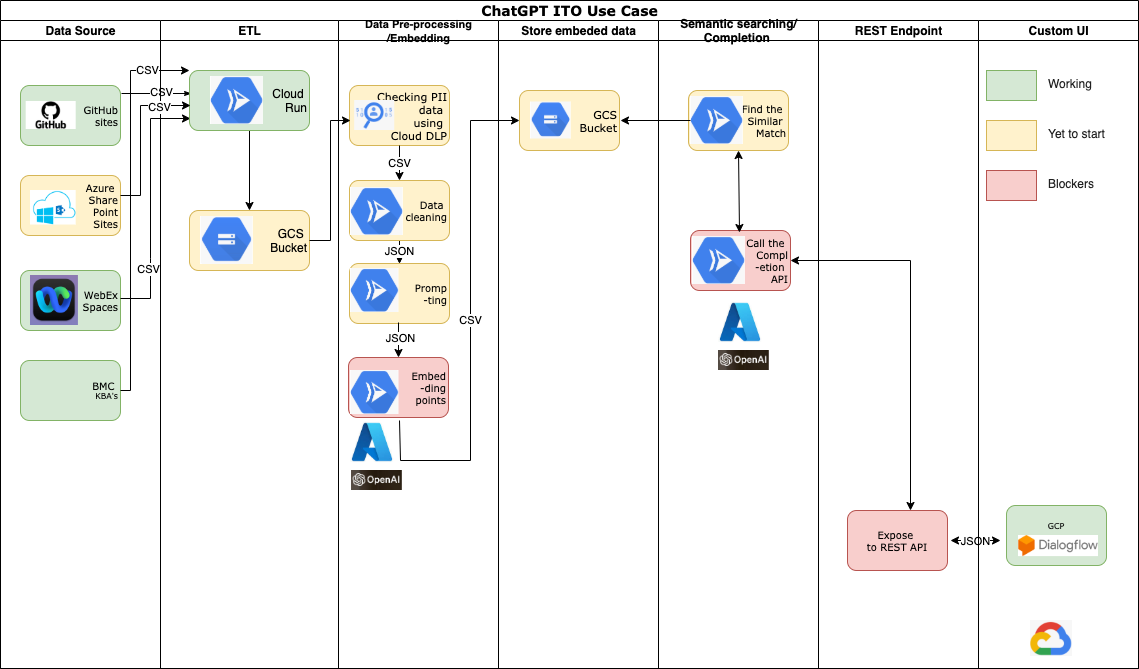 ChatGPT ITO Use Case
Data Source
ETL
Data Pre-processing
/Embedding
Store embeded data
Semantic searching/
Completion
REST Endpoint
Custom UI
GitHub
GitHub
sites
Azure
Share
Point
Sites
WebEx
Spaces
BMC
KBA's
CSV
CSV
CSV
CSV
Cloud
Run
GCS
Bucket
Checking PII
data
using
Cloud DLP
CSV
Data
cleaning
JSON
Promp
-ting
JSON
Embed
-ding
points
OpenAI
CSV
GCS
Bucket
Find the
Similar
Match
Call the
Compl
-etion
API
OpenAI
Expose
to REST API
JSON
GCP
Dialogflow
Working
Yet to start
Blockers